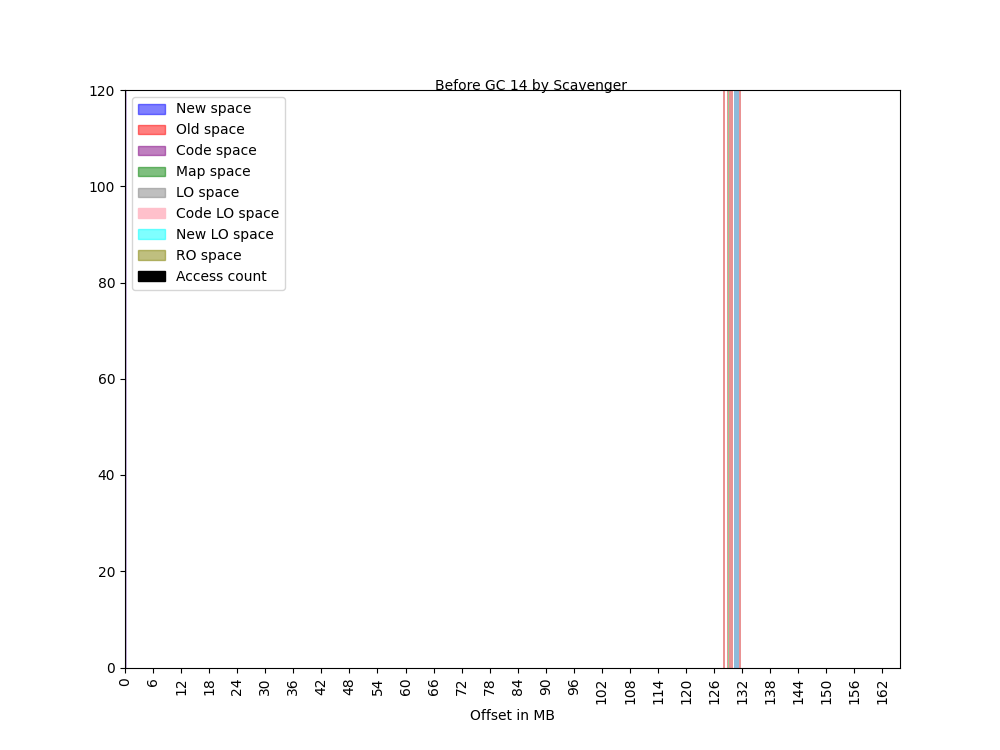 Before GC 14 by Scavenger
120
100
80
60
40
20
0
New space
Old space
Code space
Map space
LO space
Code LO space
New LO space
RO space
Access count
0 6 12 18 24 30 36 42 48 54 60 66 72 78 84 90 96 102 108 114 120 126 132 138 144 150 156 162
Offset in MB